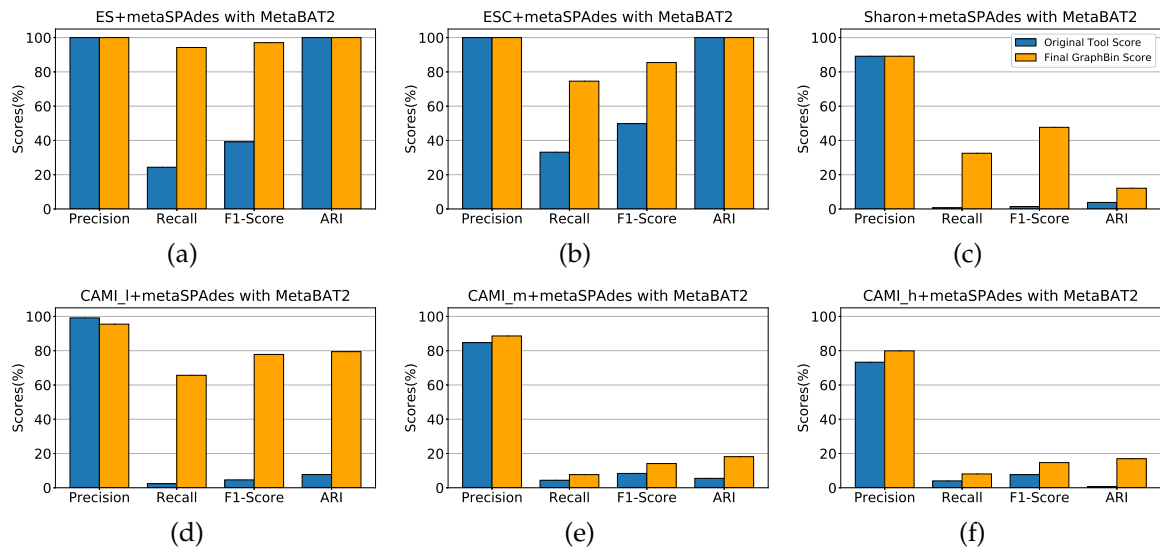 ES+metaSPAdes with MetaBAT2
Scores(%)
100
80
60
40
20
0
Precision Recall F1-Score ARI
(a)
ESC+metaSPAdes with MetaBAT2
Scores(%)
100
80
60
40
20
0
Precision Recall F1-Score ARI
(b)
Sharon+metaSPAdes with MetaBAT2
Original Tool Score
Final GraphBin Score
Scores(%)
100
80
60
40
20
0
Precision Recall F1-Score ARI
(c)
CAMI_l+metaSPAdes with MetaBAT2
Scores(%)
100
80
60
40
20
0
Precision Recall F1-Score ARI
(d)
CAMI_m+metaSPAdes with MetaBAT2
Scores(%)
100
80
60
40
20
0
Precision Recall F1-Score ARI
(e)
CAMI_h+metaSPAdes with MetaBAT2
Scores(%)
100
80
60
40
20
0
Precision Recall F1-Score ARI
(f)